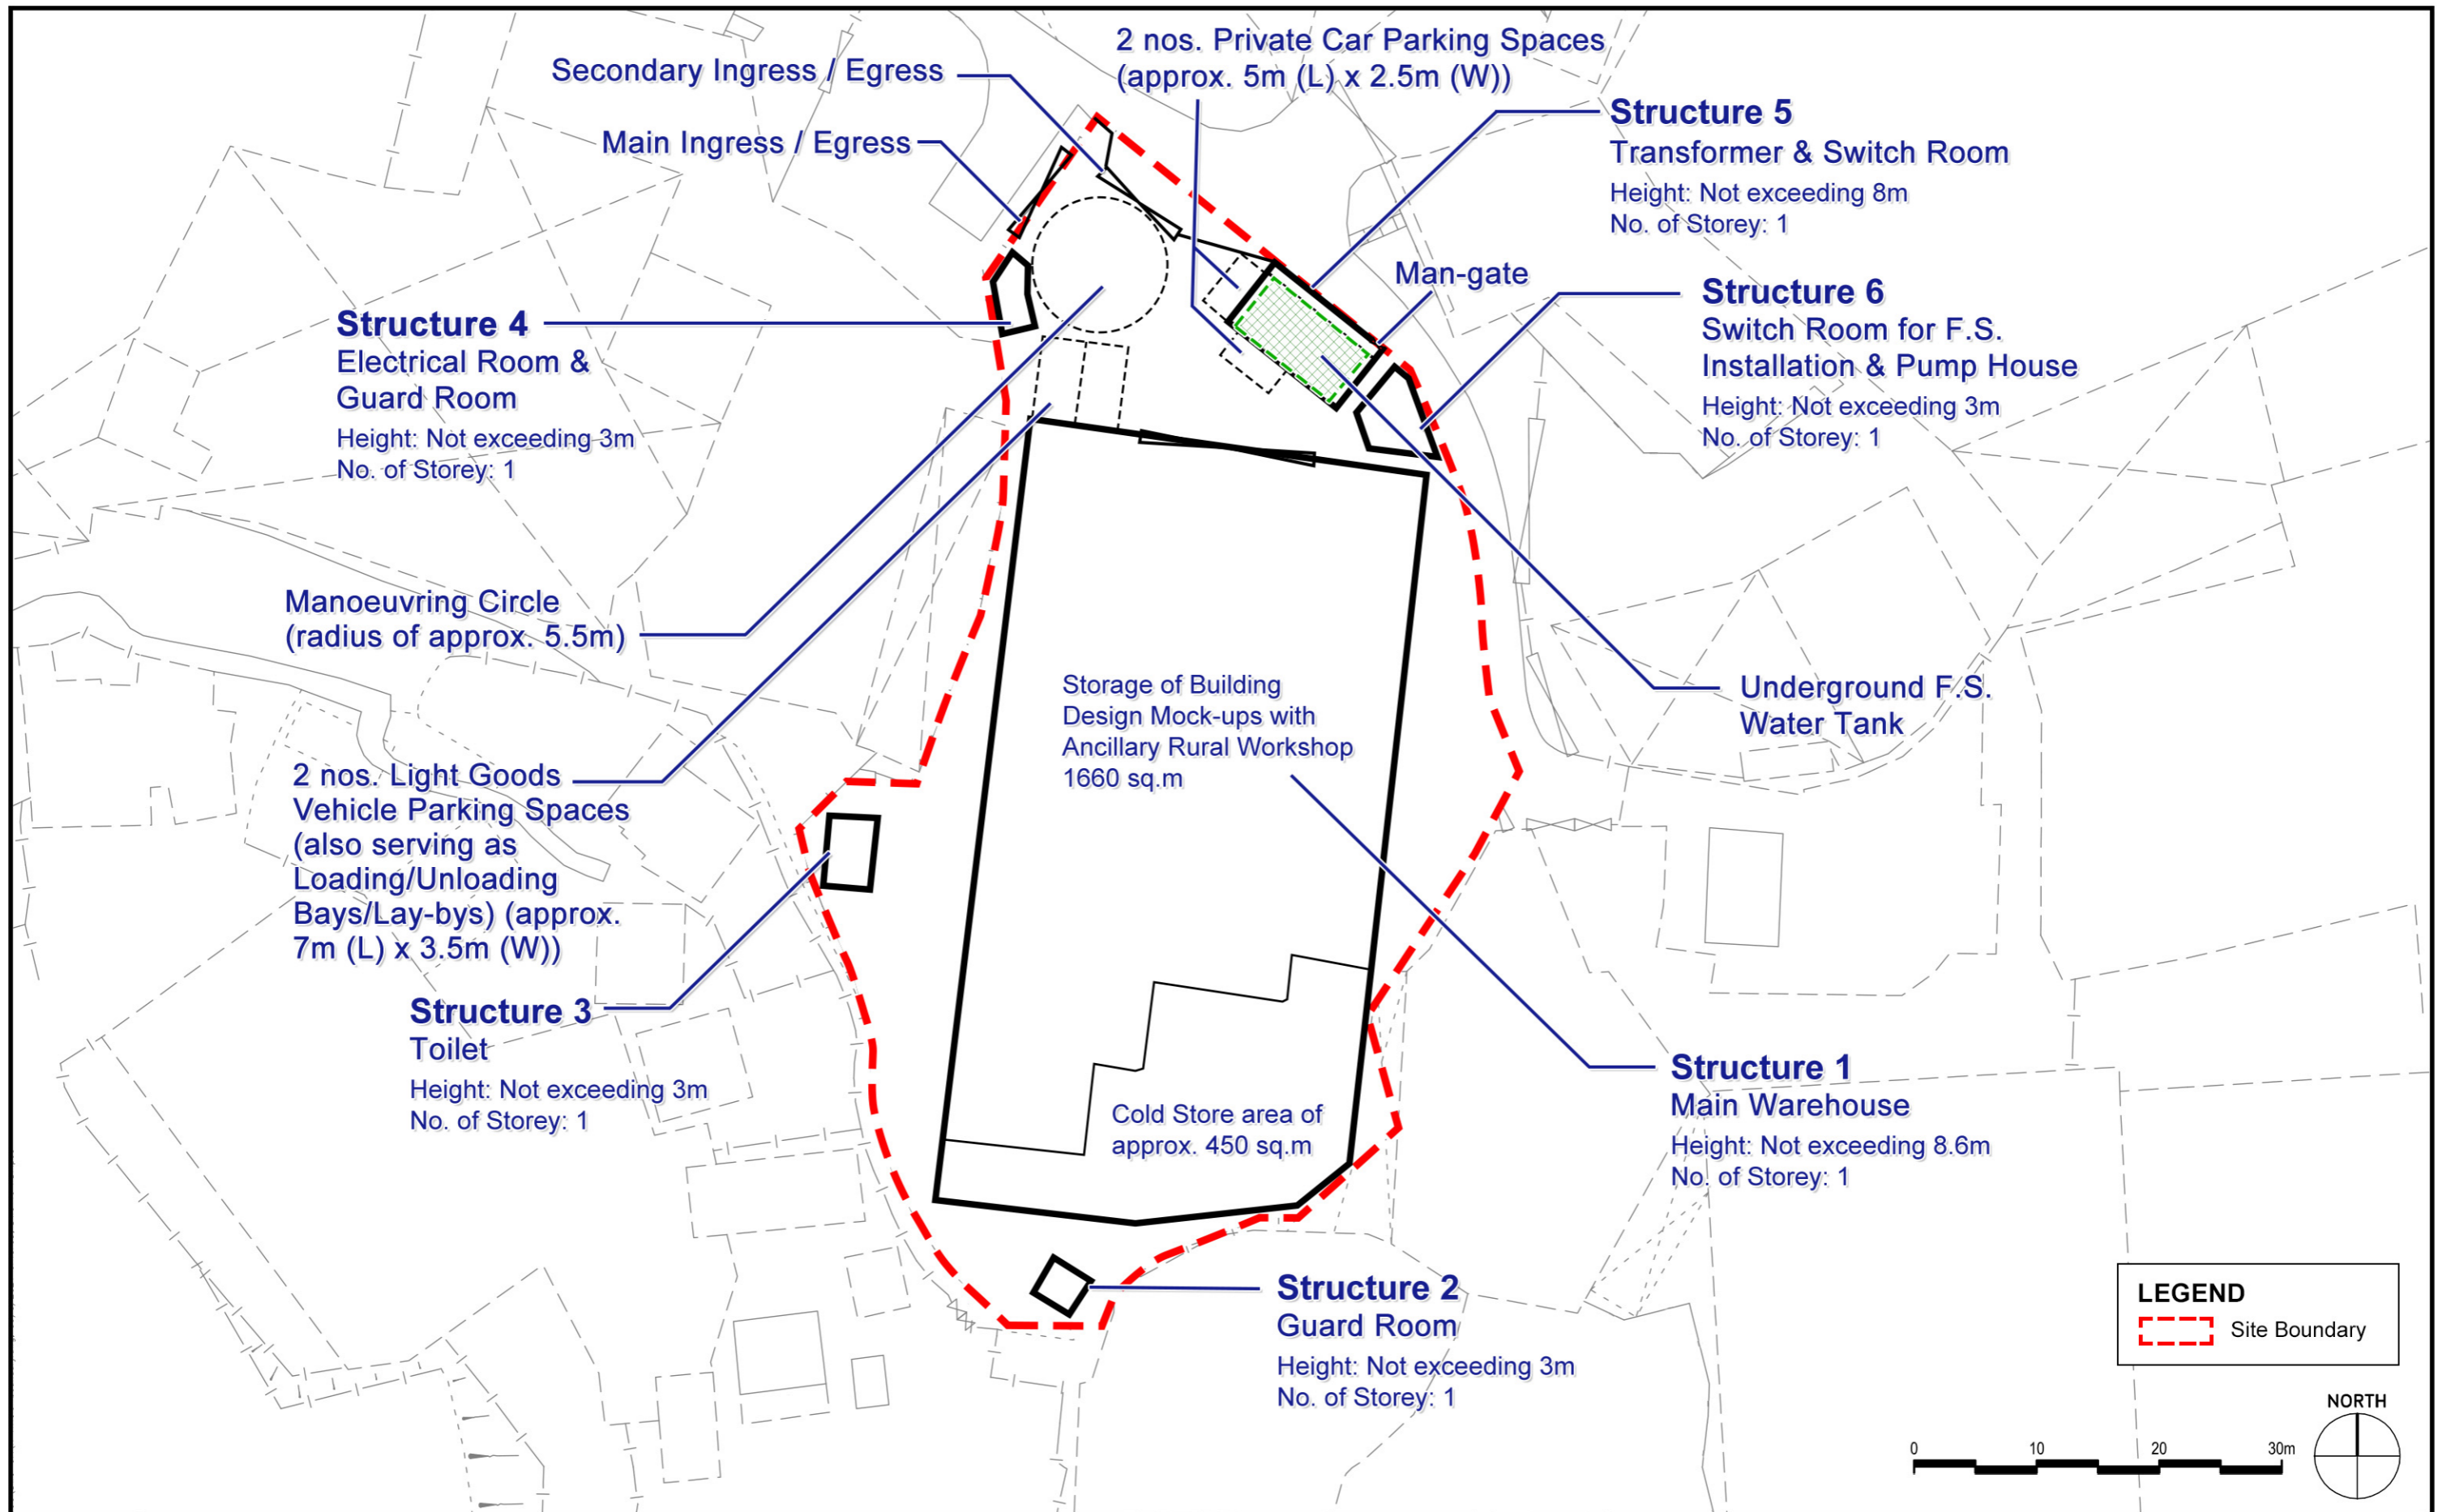 2 nos. Private Car Parking Spaces
(approx. 5m (L) x 2.5m (W))
Secondary Ingress / Egress
Main Ingress / Egress
Structure 5
Transformer & Switch Room
Height: Not exceeding 8m
No. of Storey: 1
Man-gate
Structure 6
Switch Room for F.S.
Installation & Pump House
Height: Not exceeding 3m
No. of Storey: 1
Structure 4
Electrical Room &
Guard Room
Height: Not exceeding 3m
No. of Storey: 1
Manoeuvring Circle
(radius of approx. 5.5m)
Storage of Building
Design Mock-ups with
Ancillary Rural Workshop
1660 sq.m
Underground F.S.
Water Tank
2 nos. Light Goods
Vehicle Parking Spaces
(also serving as
Loading/Unloading
Bays/Lay-bys) (approx.
7m (L) x 3.5m (W))
Structure 3
Toilet
Height: Not exceeding 3m
No. of Storey: 1
Cold Store area of
approx. 450 sq.m
Structure 1
Main Warehouse
Height: Not exceeding 8.6m
No. of Storey: 1
Structure 2
Guard Room
Height: Not exceeding 3m
No. of Storey: 1
LEGEND
Site Boundary
NORTH
0 10 20 30m